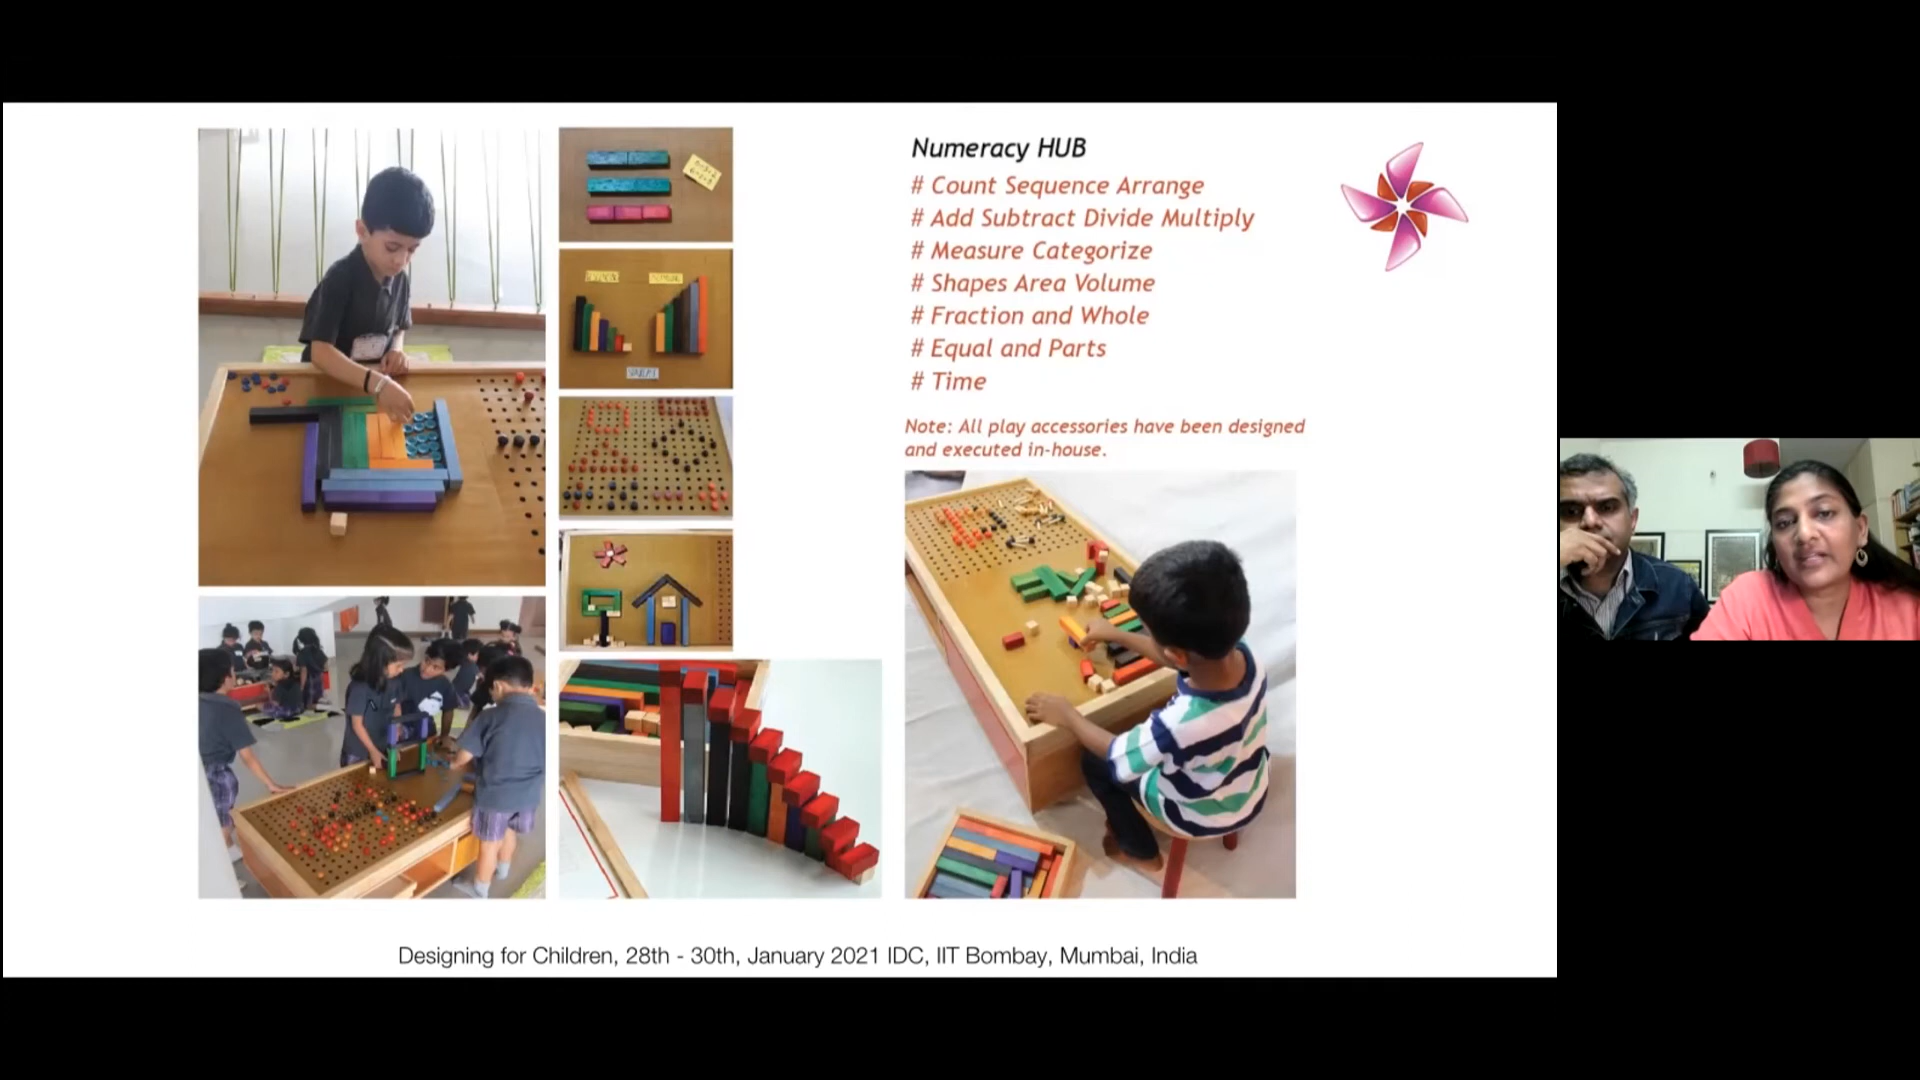 Numeracy HUB
# Count Sequence Arrange
# Add Subtract Divide Multiply
# Measure Categorize
# Shapes Area Volume
# Fraction and Whole
# Equal and Parts
# Time
Note: All play accessories have been designed
and executed in-house.
Designing for Children, 28th - 30th, January 2021 IDC, IIT Bombay, Mumbai, India